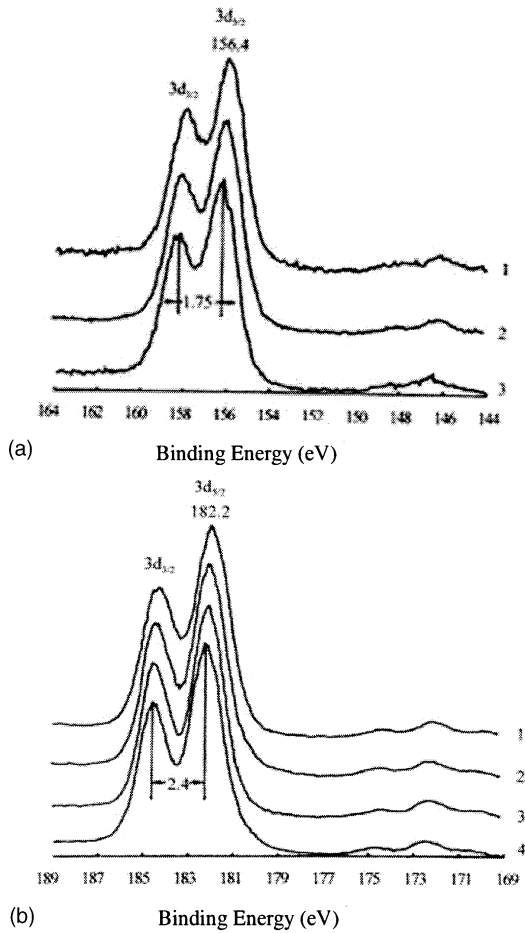 3d5/2
156.4
3d3/2
1
1.75
2
3
164 162 160 158 156 154 152 150 148 146 144
(a) Binding Energy (eV)
3d5/2
182.2
3d3/2
1
2
2.4
3
4
189 187 185 183 181 179 177 175 173 171 169
(b) Binding Energy (eV)